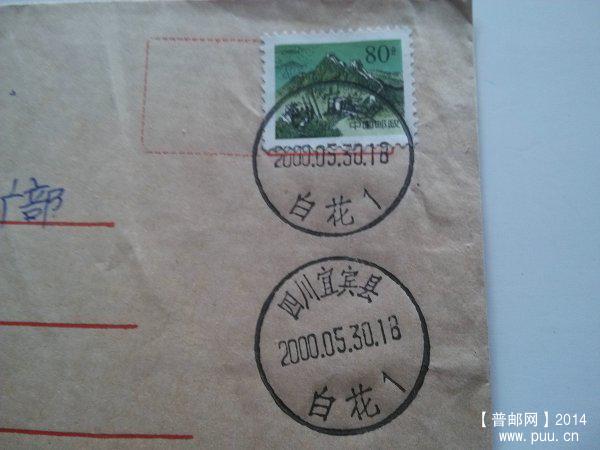 80分
中国邮政
2000.05.30.18
白花1
部
四川宜宾县
2000.05.30.18
白花1
【普邮网】2014
www.puu.cn